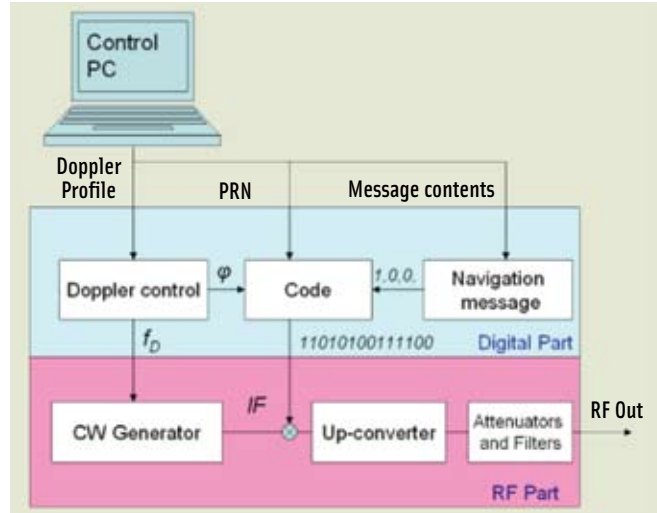 Control
PC
Doppler
Profile
PRN
Message contents
Doppler control
φ
Code
1,0,0,
Navigation
message
f_D
11010100111100
Digital Part
CW Generator
IF
Up-converter
Attenuators
and Filters
RF Out
RF Part